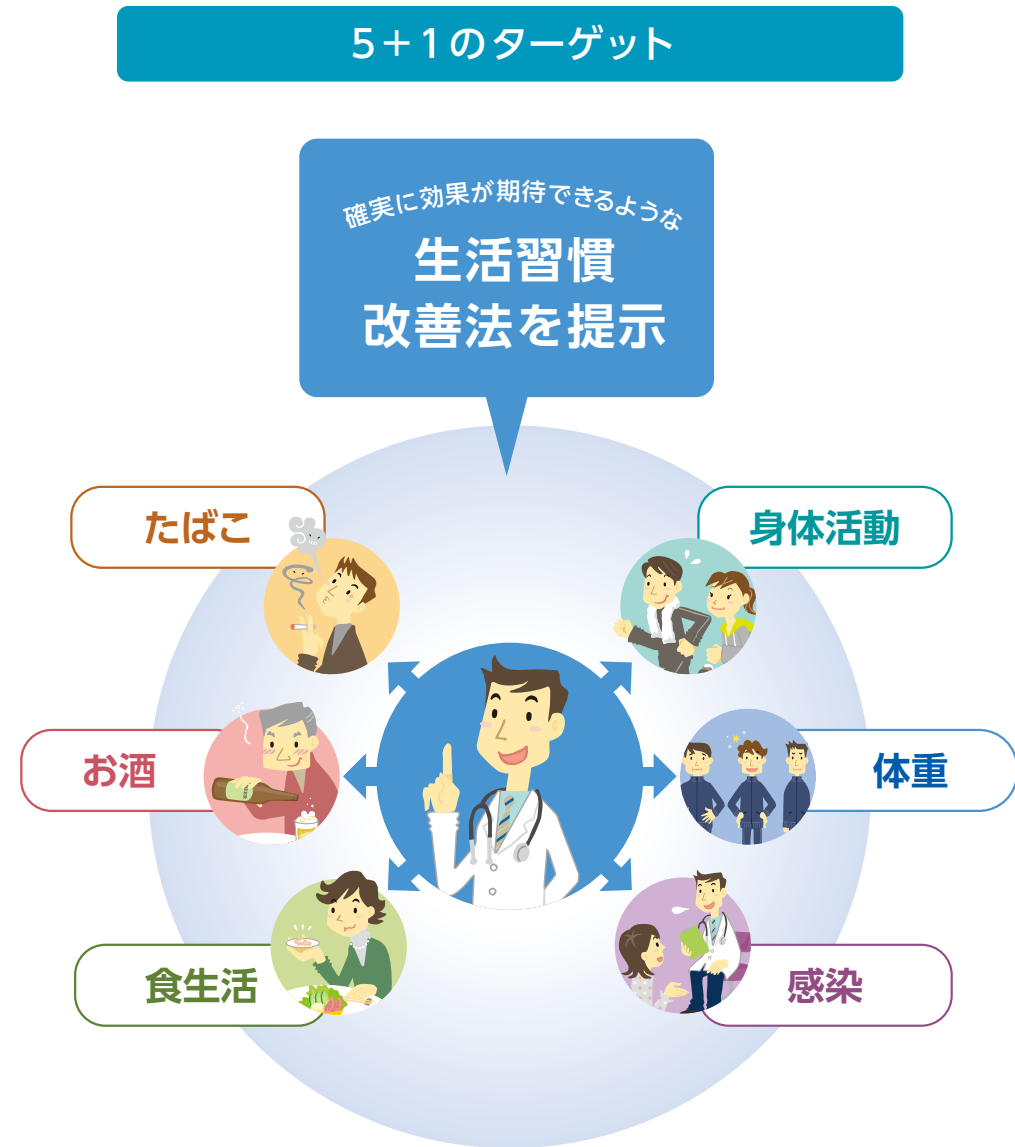 5+1のターゲット
確実に効果が期待できるような
生活習慣
改善法を提示
たばこ
身体活動
お酒
体重
食生活
感染